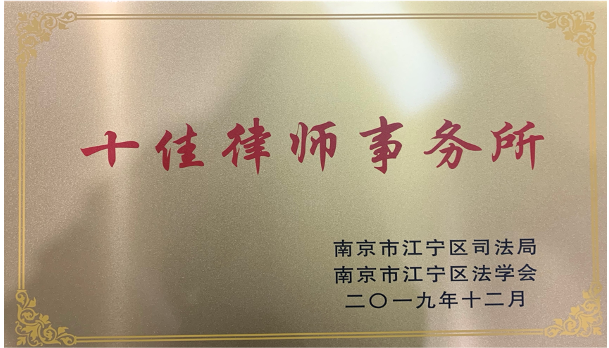 十佳律师事务所
南京市江宁区司法局
南京市江宁区法学会
二〇一九年十二月